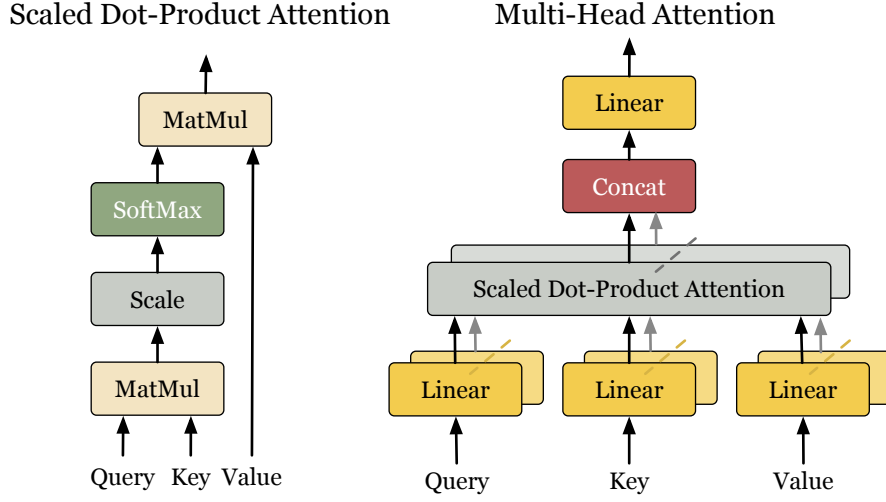 Scaled Dot-Product Attention
MatMul
SoftMax
Scale
MatMul
Query Key Value
Multi-Head Attention
Linear
Concat
Scaled Dot-Product Attention
Linear Linear Linear
Query Key Value